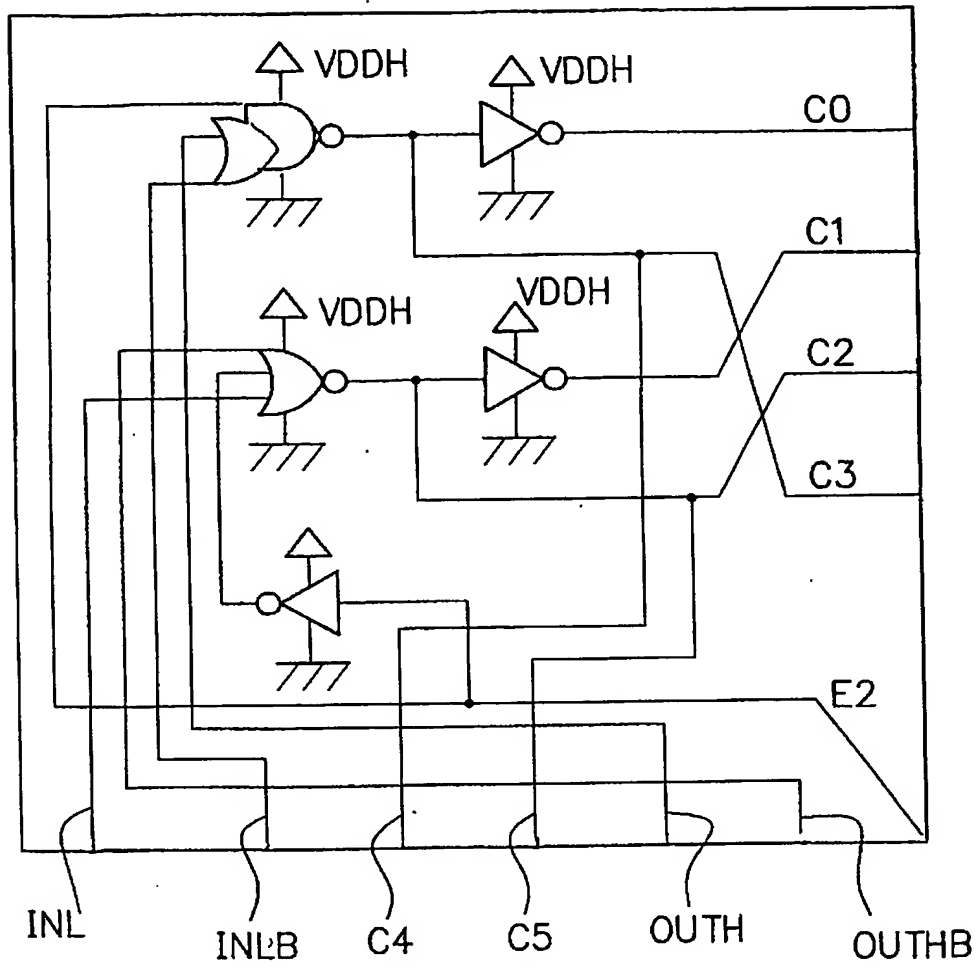 VDDH
VDDH
C0
C1
VDDH
VDDH
C2
C3
E2
INL
INLB
C4
C5
OUTH
OUTHB